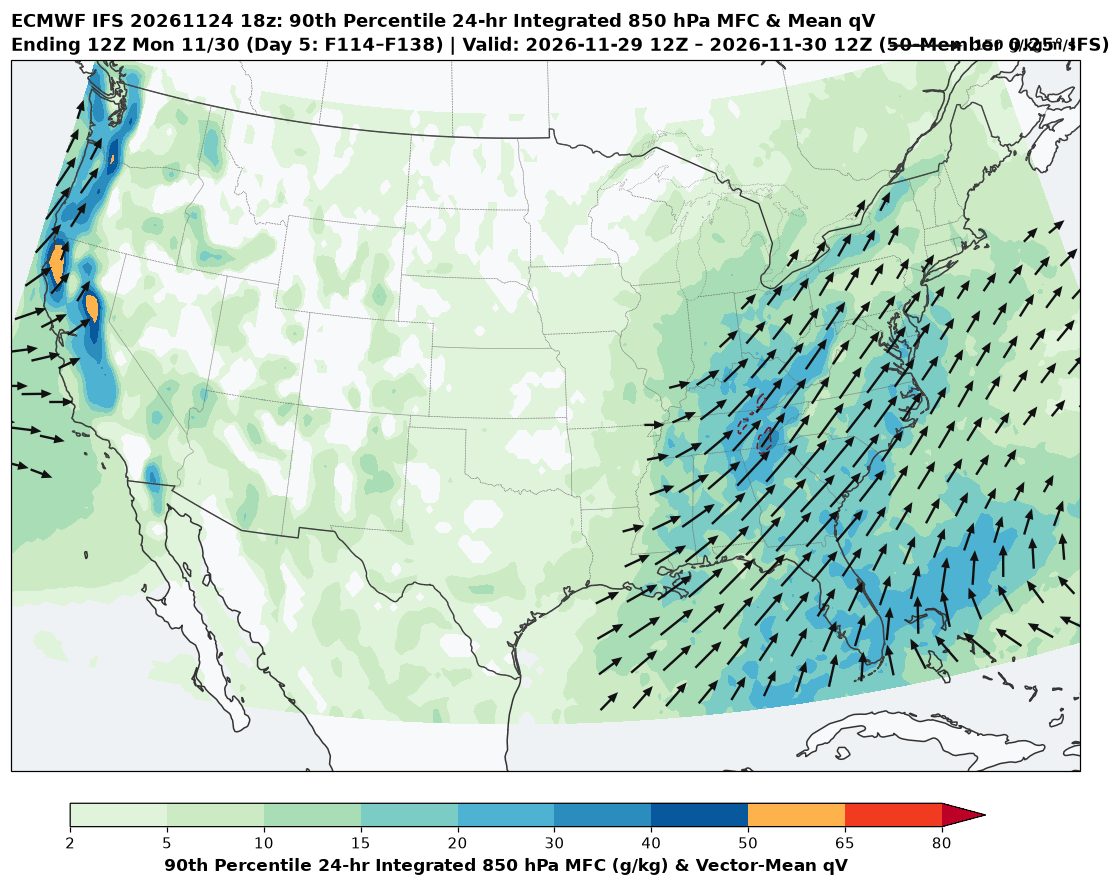 ECMWF IFS 20261124 18z: 90th Percentile 24-hr Integrated 850 hPa MFC & Mean qV
Ending 12Z Mon 11/30 (Day 5: F114–F138) | Valid: 2026-11-29 12Z – 2026-11-30 12Z (50-Member 0.25° IFS)
2 5 10 15 20 30 40 50 65 80
90th Percentile 24-hr Integrated 850 hPa MFC (g/kg) & Vector-Mean qV